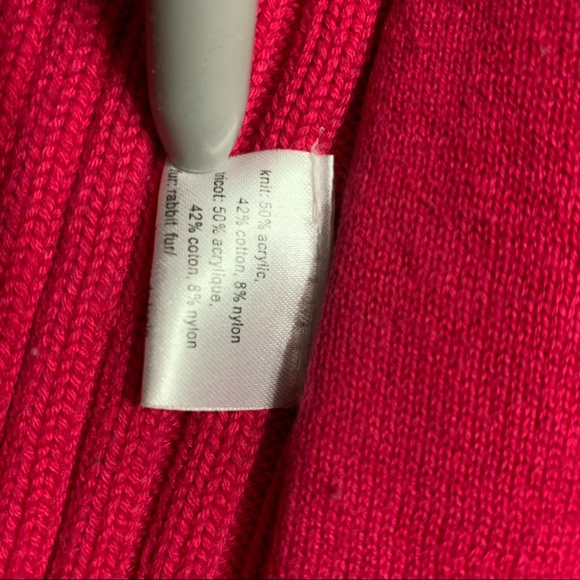 knit: 50% acrylic,
42% cotton, 8% nylon
tricot: 50% acrylique,
42% coton, 8% nylon
fur: rabbit fur/